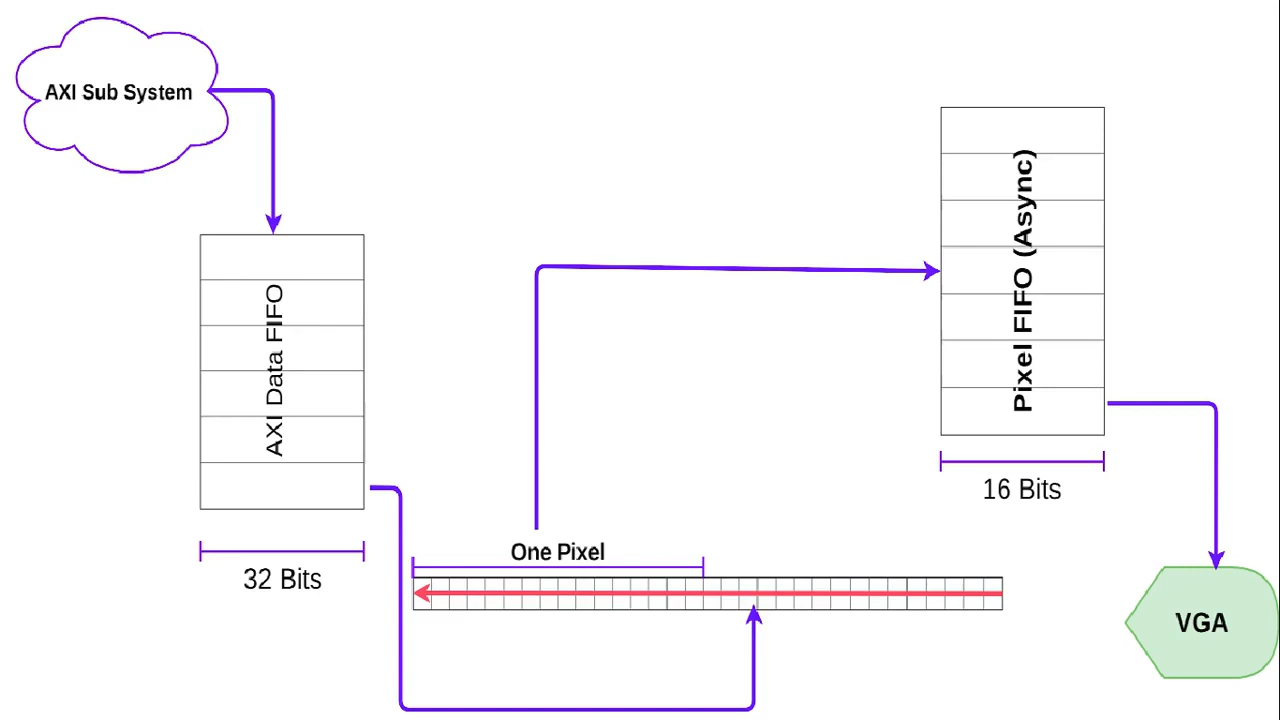 AXI Sub System
AXI Data FIFO
32 Bits
One Pixel
Pixel FIFO (Async)
16 Bits
VGA